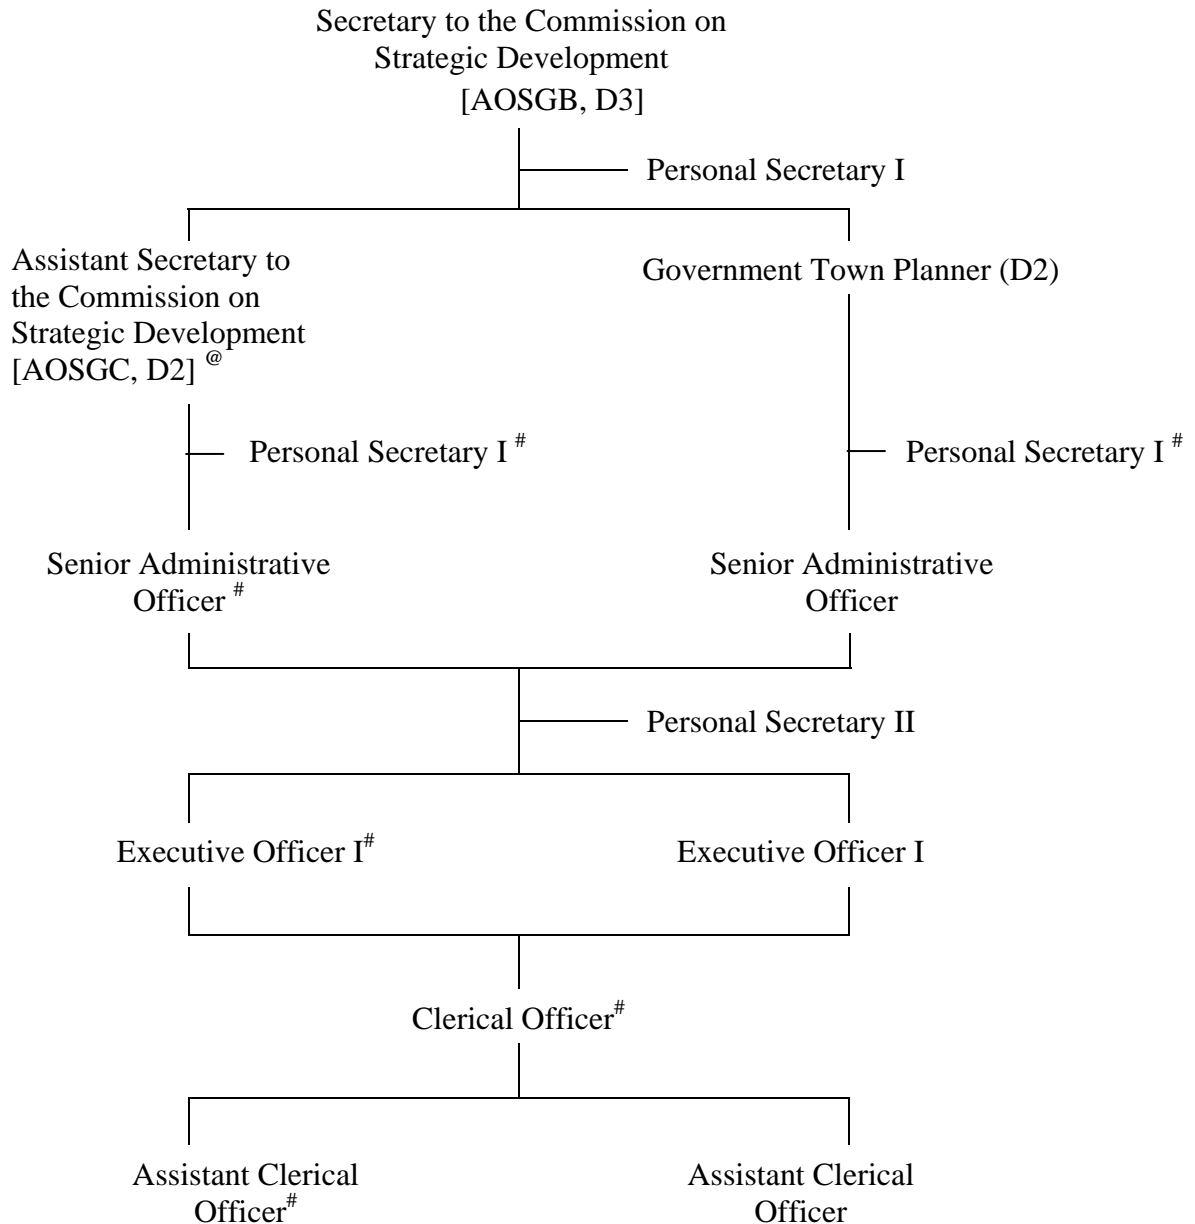 Secretary to the Commission on
Strategic Development
[AOSGB, D3]
Personal Secretary I
Assistant Secretary to
the Commission on
Strategic Development
[AOSGC, D2] @
Government Town Planner (D2)
Personal Secretary I #
Personal Secretary I #
Senior Administrative
Officer #
Senior Administrative
Officer
Personal Secretary II
Executive Officer I#
Executive Officer I
Clerical Officer#
Assistant Clerical
Officer#
Assistant Clerical
Officer